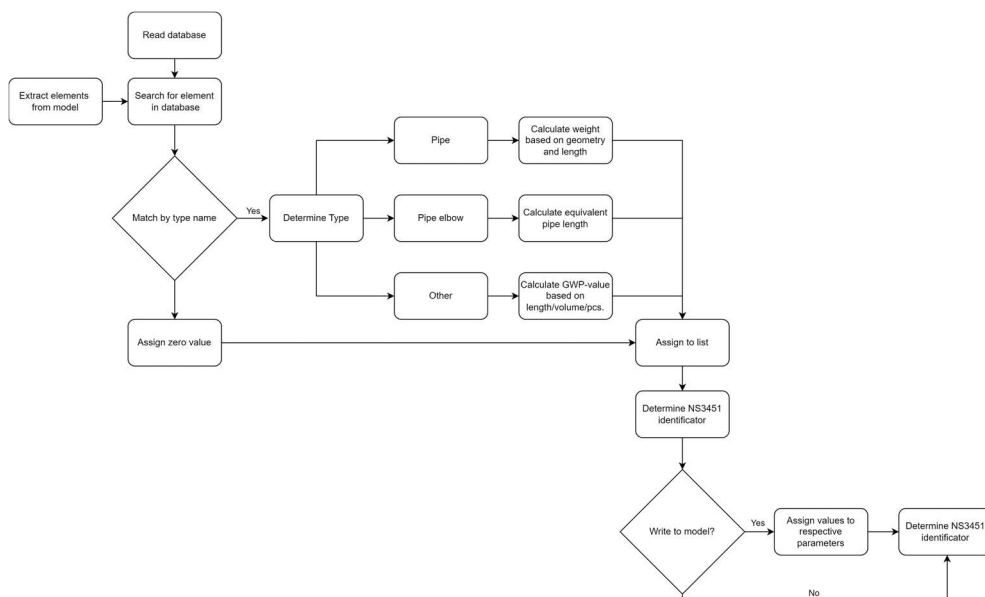 Read database
Extract elements
from model
Search for element
in database
Match by type name
Yes
Determine Type
Pipe
Calculate weight
based on geometry
and length
Pipe elbow
Calculate equivalent
pipe length
Other
Calculate GWP-value
based on
length/volume/pcs.
Assign zero value
Assign to list
Determine NS3451
identificator
Write to model?
Yes
Assign values to
respective
parameters
Determine NS3451
identificator
No